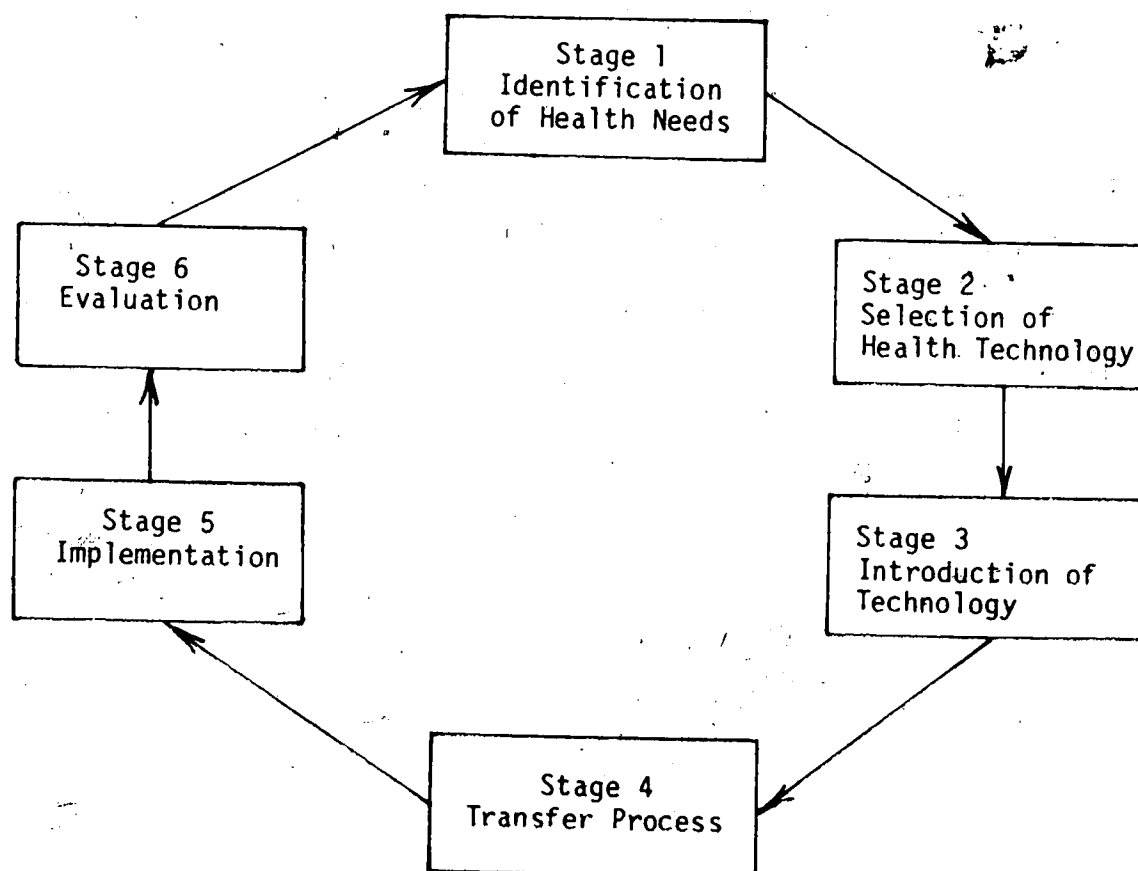 Stage 1
Identification
of Health Needs
Stage 2
Selection of
Health Technology
Stage 3
Introduction of
Technology
Stage 4
Transfer Process
Stage 5
Implementation
Stage 6
Evaluation